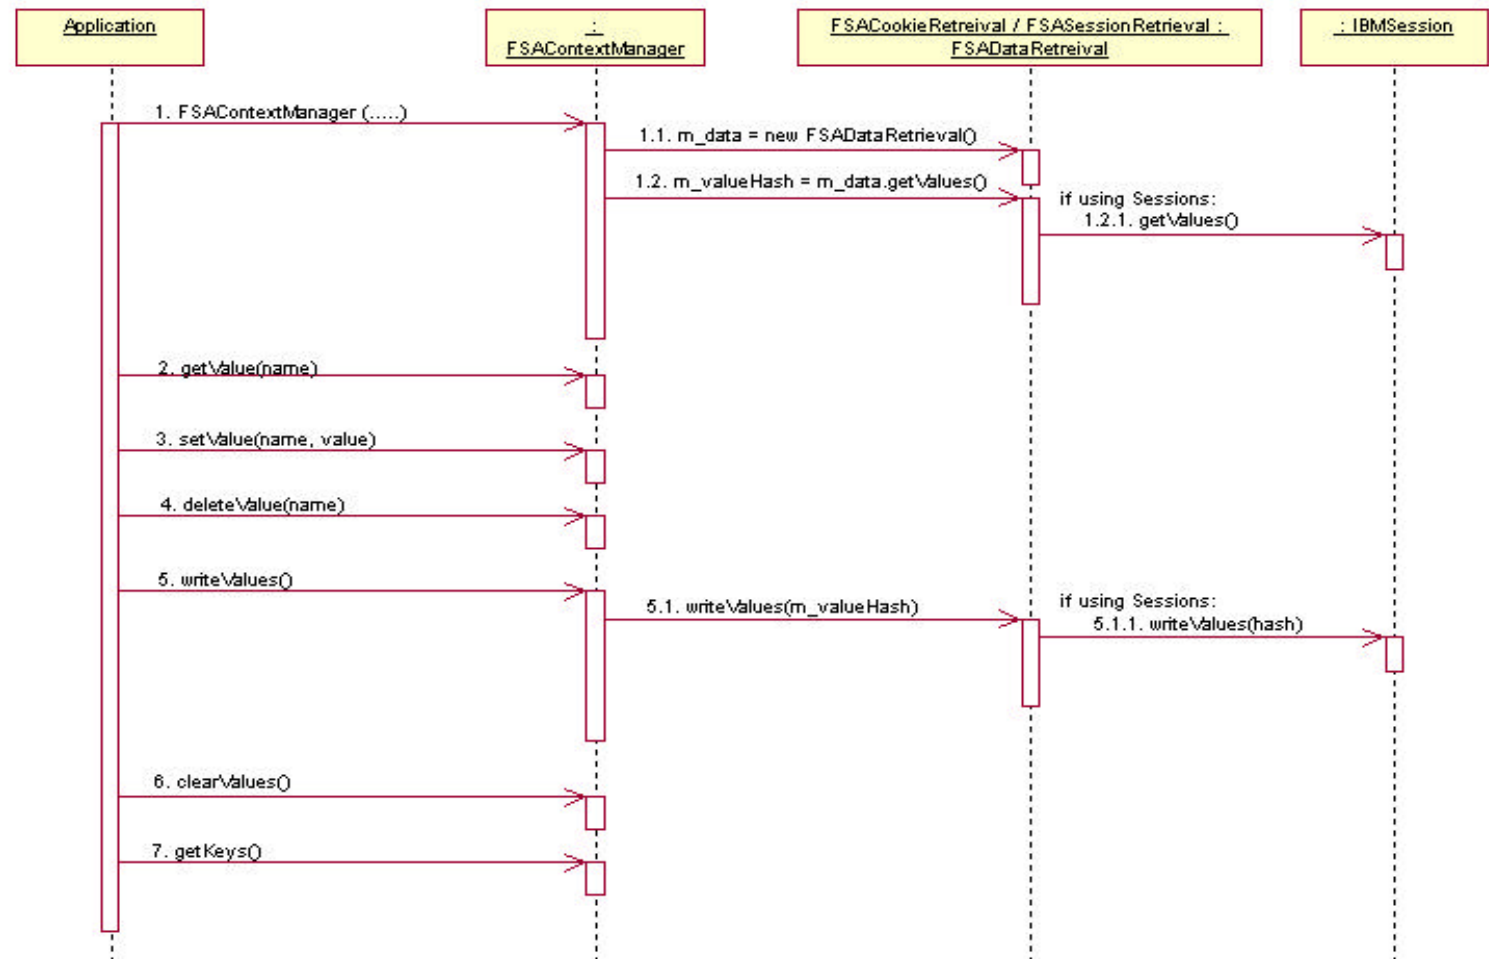 Application
:
FSAContextManager
FSACookieRetreival / FSASessionRetrieval :
FSADataRetreival
: IBMSession
1. FSAContextManager (.....)
1.1. m_data = new FSADataRetrieval()
1.2. m_valueHash = m_data.getValues()
if using Sessions:
1.2.1. getValues()
2. getValue(name)
3. setValue(name, value)
4. deleteValue(name)
5. writeValues()
5.1. writeValues(m_valueHash)
if using Sessions:
5.1.1. writeValues(hash)
6. clearValues()
7. getKeys()